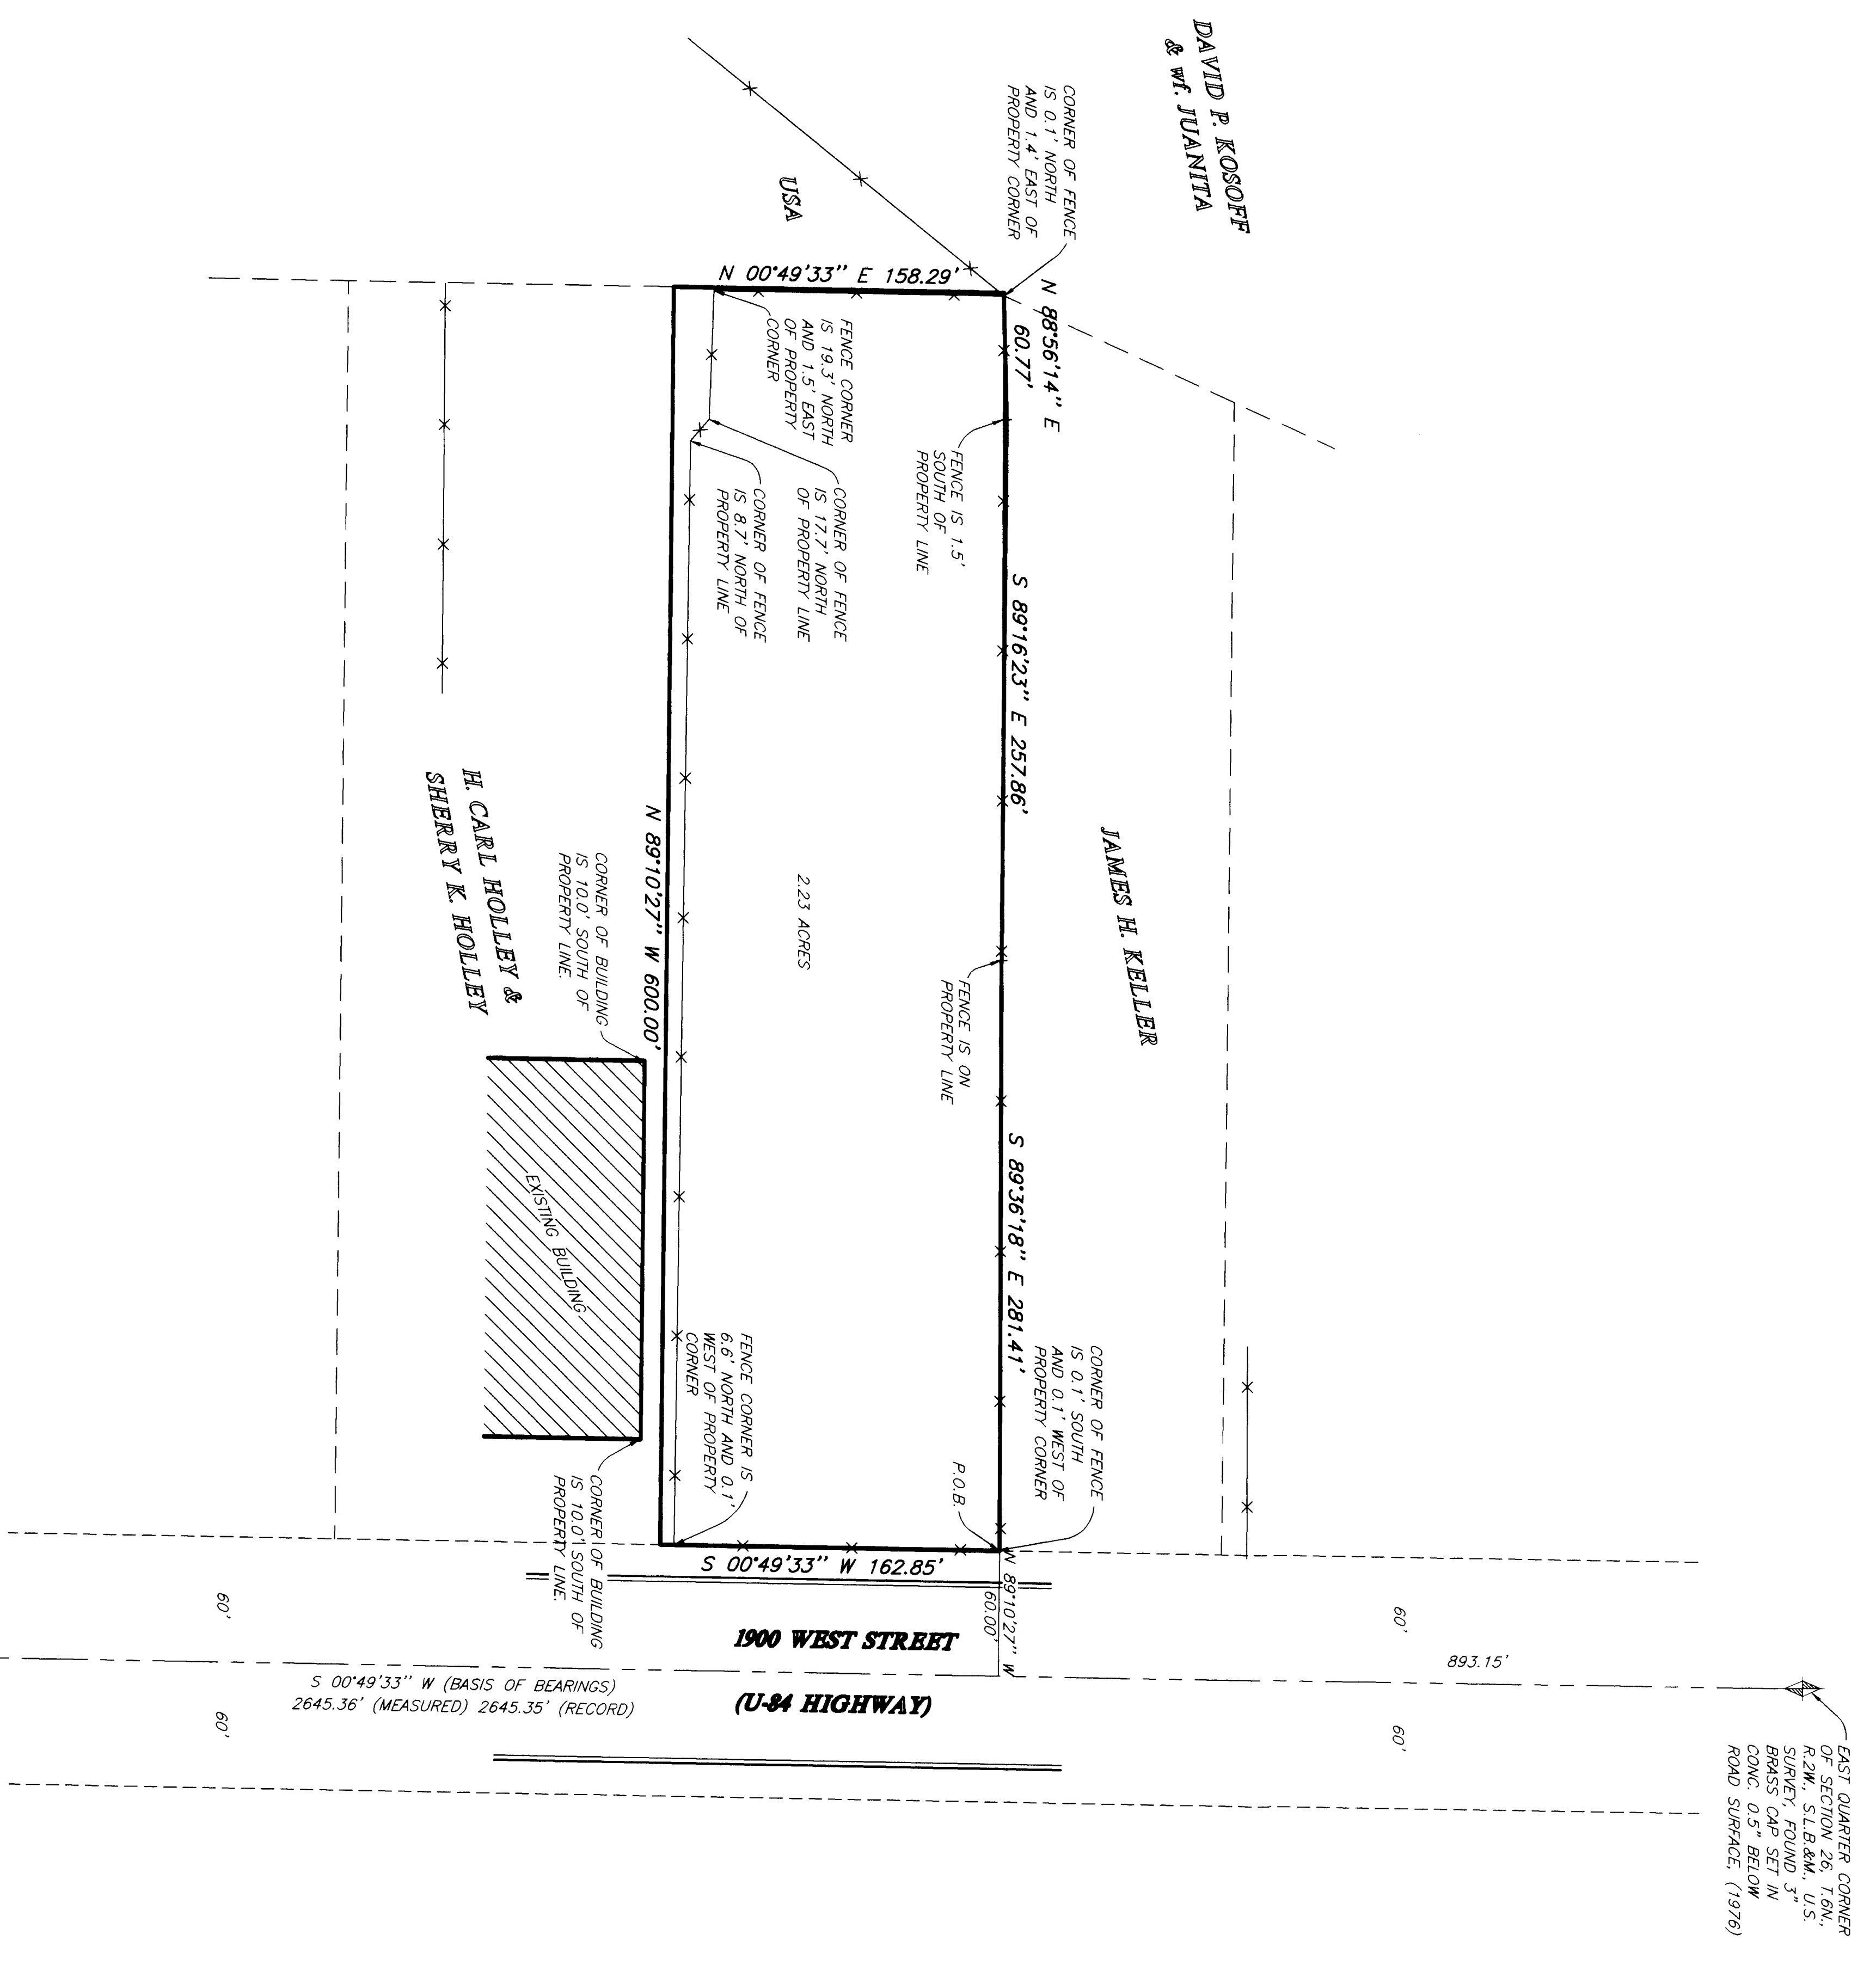 DAVID P. KOSOFF
& wf. JUANITA
CORNER OF FENCE
IS 0.1' NORTH
AND 1.4' EAST OF
PROPERTY CORNER
USA
N 00°49'33" E 158.29'
N 88°56'14" E
60.77'
FENCE CORNER
IS 19.3' NORTH
AND 1.5' EAST
OF PROPERTY
CORNER
FENCE IS 1.5'
SOUTH OF
PROPERTY LINE
CORNER OF FENCE
IS 17.7' NORTH
OF PROPERTY LINE
CORNER OF FENCE
IS 8.7' NORTH OF
PROPERTY LINE
S 89°16'23" E 257.86'
JAMES H. KELLER
H. CARL HOLLEY &
SHERRY K. HOLLEY
N 89°10'27" W 600.00'
2.23 ACRES
CORNER OF BUILDING
IS 10.0' SOUTH OF
PROPERTY LINE.
FENCE IS ON
PROPERTY LINE
S 89°36'18" E 281.41'
EXISTING BUILDING
FENCE CORNER IS
6.6' NORTH AND 0.1'
WEST OF PROPERTY
CORNER
CORNER OF FENCE
IS 0.1' SOUTH
AND 0.1' WEST OF
PROPERTY CORNER
P.O.B.
CORNER OF BUILDING
IS 10.0' SOUTH OF
PROPERTY LINE.
S 00°49'33" W 162.85'
N 89°10'27" W
60.00'
60'
60'
1900 WEST STREET
893.15'
S 00°49'33" W (BASIS OF BEARINGS)
2645.36' (MEASURED) 2645.35' (RECORD)
(U-84 HIGHWAY)
60'
60'
EAST QUARTER CORNER
OF SECTION 26, T.6N.,
R.2W., S.L.B.&M., U.S.
SURVEY, FOUND 3"
BRASS CAP SET IN
CONC. 0.5" BELOW
ROAD SURFACE, (1976)